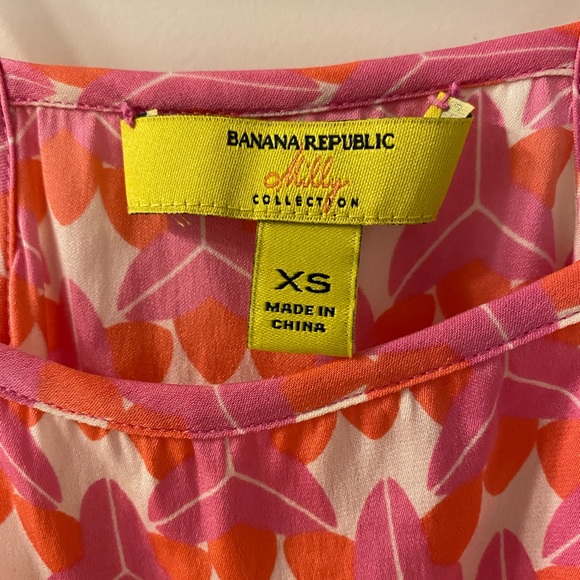 BANANA REPUBLIC
Milly
COLLECTION
XS
MADE IN
CHINA